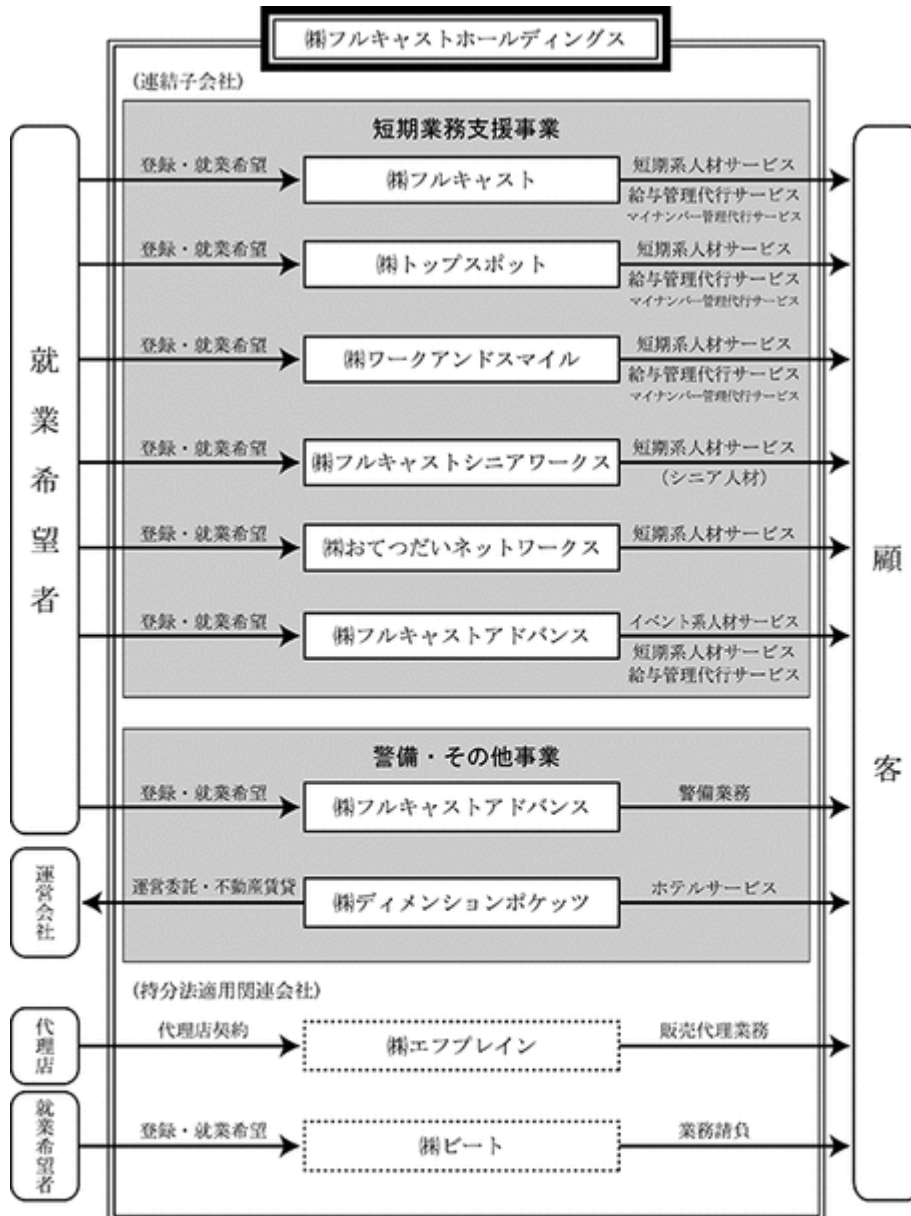 ㈱フルキャストホールディングス
(連結子会社)
短期業務支援事業
登録・就業希望
㈱フルキャスト
短期系人材サービス
給与管理代行サービス
マイナンバー管理代行サービス
登録・就業希望
㈱トップスポット
短期系人材サービス
給与管理代行サービス
マイナンバー管理代行サービス
登録・就業希望
㈱ワークアンドスマイル
短期系人材サービス
給与管理代行サービス
マイナンバー管理代行サービス
登録・就業希望
㈱フルキャストシニアワークス
短期系人材サービス
(シニア人材)
登録・就業希望
㈱おてつだいネットワークス
短期系人材サービス
登録・就業希望
㈱フルキャストアドバンス
イベント系人材サービス
短期系人材サービス
給与管理代行サービス
就業希望者
顧客
警備・その他事業
登録・就業希望
㈱フルキャストアドバンス
警備業務
運営会社
運営委託・不動産賃貸
㈱ディメンションポケッツ
ホテルサービス
(持分法適用関連会社)
代理店
代理店契約
㈱エフプレイン
販売代理業務
就業希望者
登録・就業希望
㈱ビート
業務請負